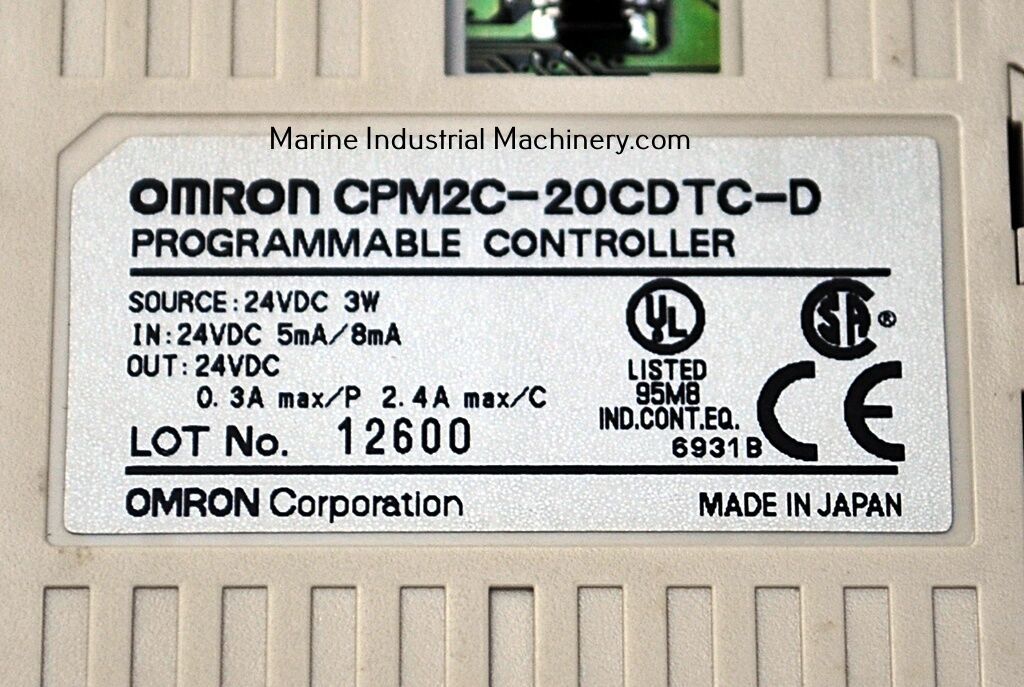 Marine Industrial Machinery.com
OMRON CPM2C-20CDTC-D
PROGRAMMABLE CONTROLLER
SOURCE:24VDC 3W
IN:24VDC 5mA/8mA
OUT:24VDC
0.3A max/P 2.4A max/C
LOT No. 12600
UL
LISTED
95M8
IND.CONT.EQ.
6931B
SA®
CE
OMRON Corporation
MADE IN JAPAN